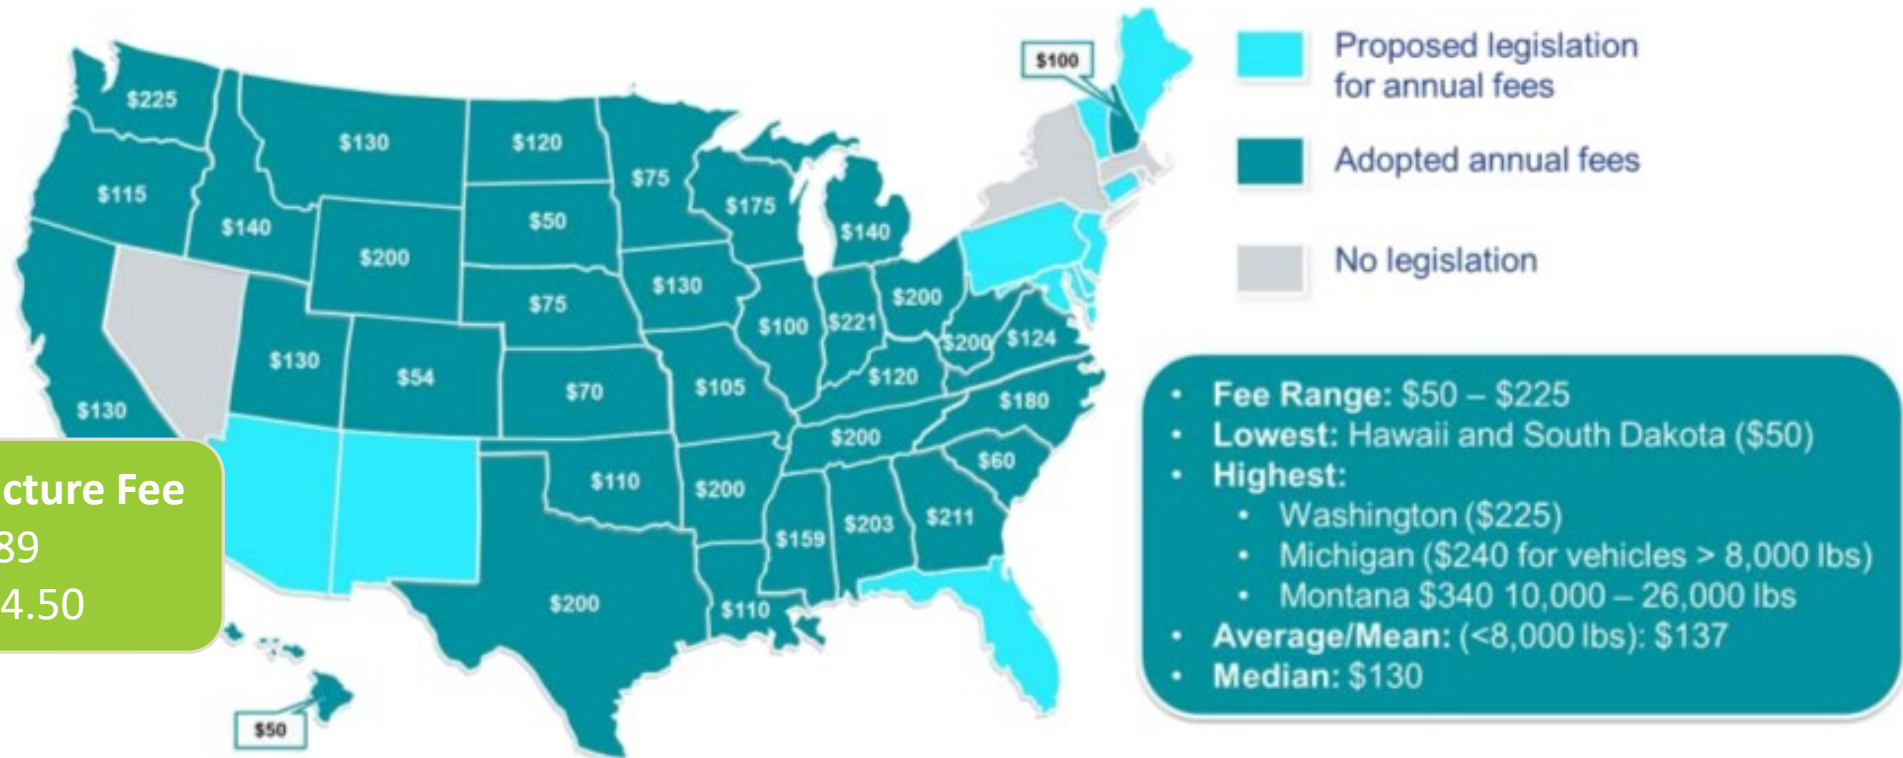 $100
$225
$130
$120
$75
$115
$140
$50
$175
$140
$200
$75
$130
$200
$100
$221
$200
$124
$130
$54
$70
$105
$120
$180
$130
$200
$60
$110
$200
$159
$203
$211
$200
$110
$50
cture Fee
89
4.50
Proposed legislation
for annual fees
Adopted annual fees
No legislation
• Fee Range: $50 – $225
• Lowest: Hawaii and South Dakota ($50)
• Highest:
• Washington ($225)
• Michigan ($240 for vehicles > 8,000 lbs)
• Montana $340 10,000 – 26,000 lbs
• Average/Mean: (<8,000 lbs): $137
• Median: $130